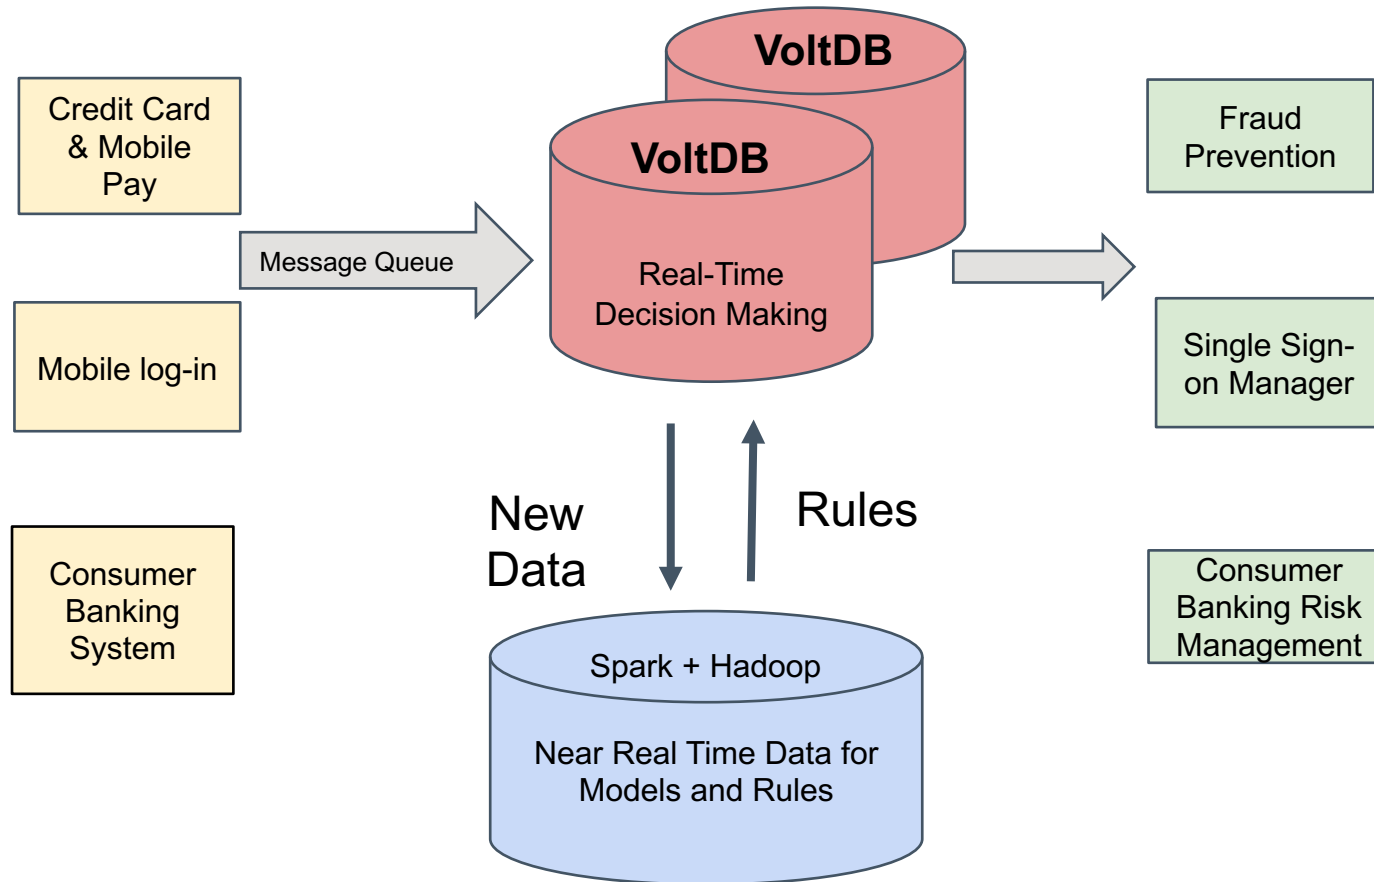 VoltDB
VoltDB
Real-Time
Decision Making
Credit Card
& Mobile
Pay
Message Queue
Mobile log-in
Consumer
Banking
System
Fraud
Prevention
Single Sign-
on Manager
Consumer
Banking Risk
Management
New
Data
Rules
Spark + Hadoop
Near Real Time Data for
Models and Rules